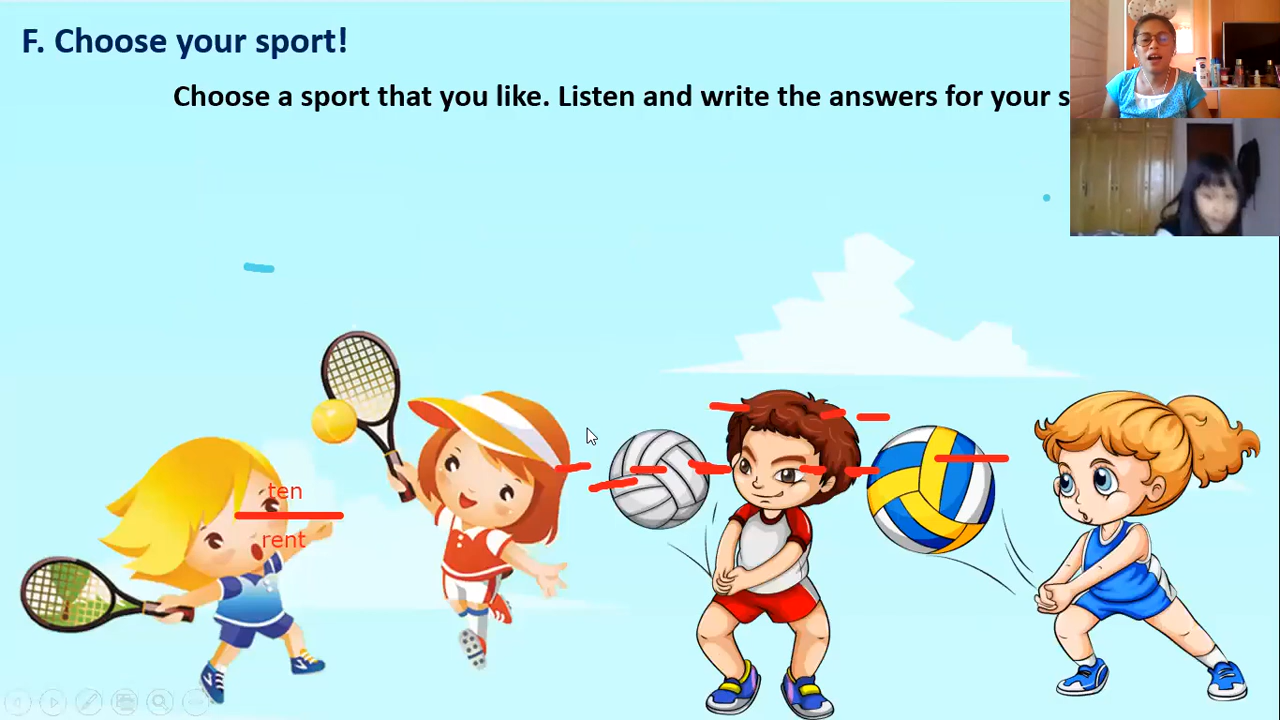 F. Choose your sport!
Choose a sport that you like. Listen and write the answers for your s
ten
rent